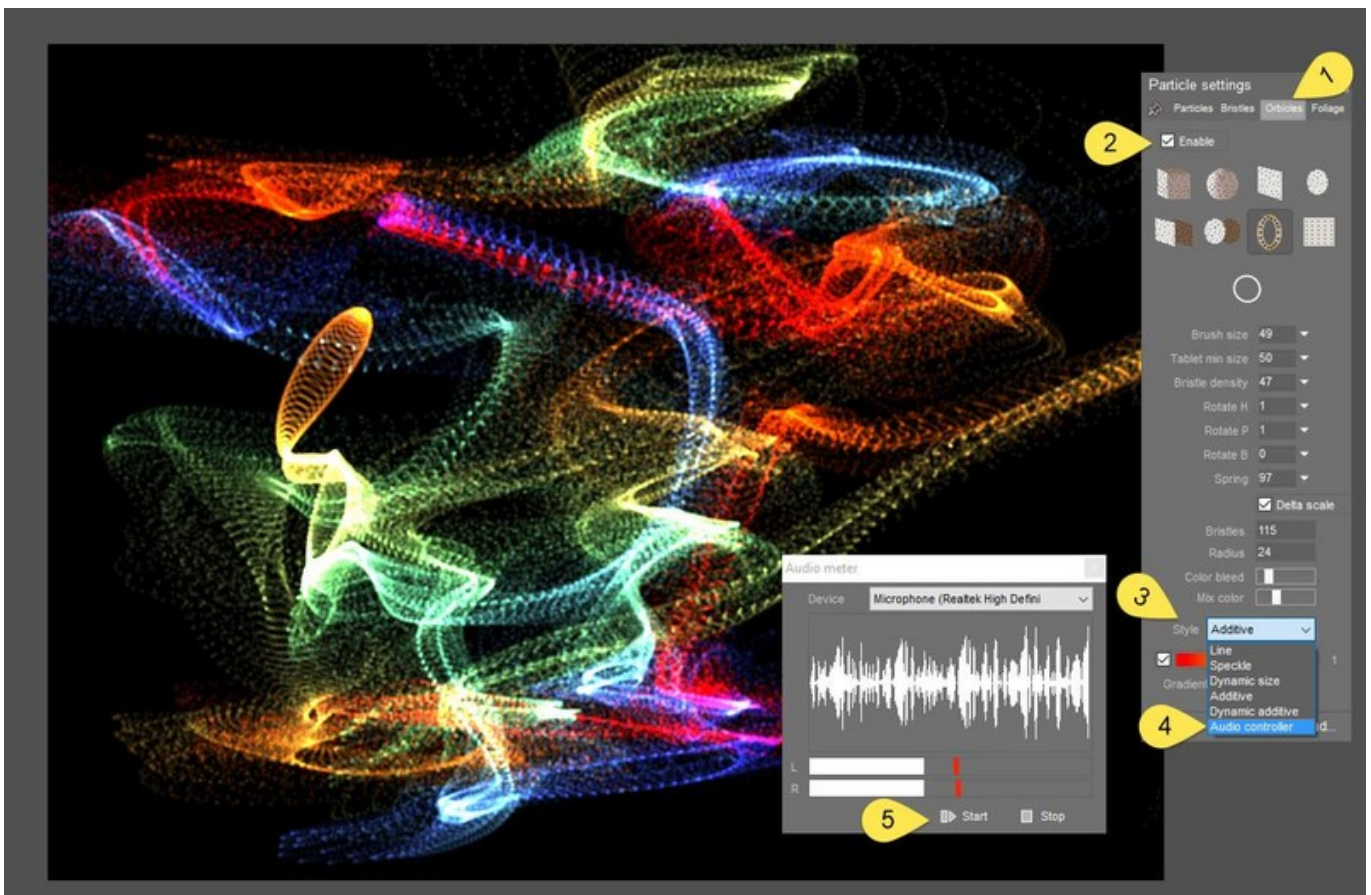 Particle settings
1
Particles Bristles Orbicles Foliage
2
Enable
Brush size 49
Tablet min size 50
Bristle density 47
Rotate H 1
Rotate P 1
Rotate B 0
Spring 97
Delta scale
Bristles 115
Radius 24
Color bleed
Mix color
3
Style Additive
Line
Speckle
Dynamic size
Additive
Dynamic additive
Audio controller
1
Gradient
4
d...
Audio meter
Device Microphone (Realtek High Defini
L
R
5
Start Stop